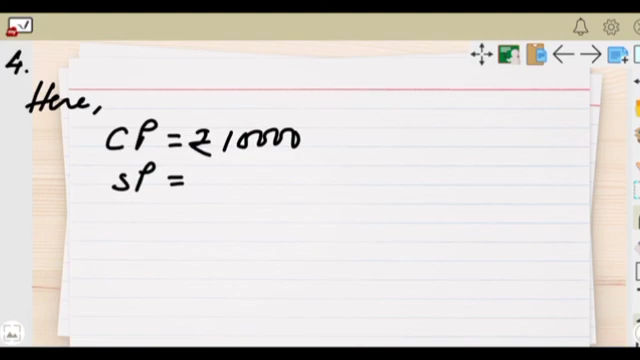 4.
Here,
CP = ₹ 10000
SP =